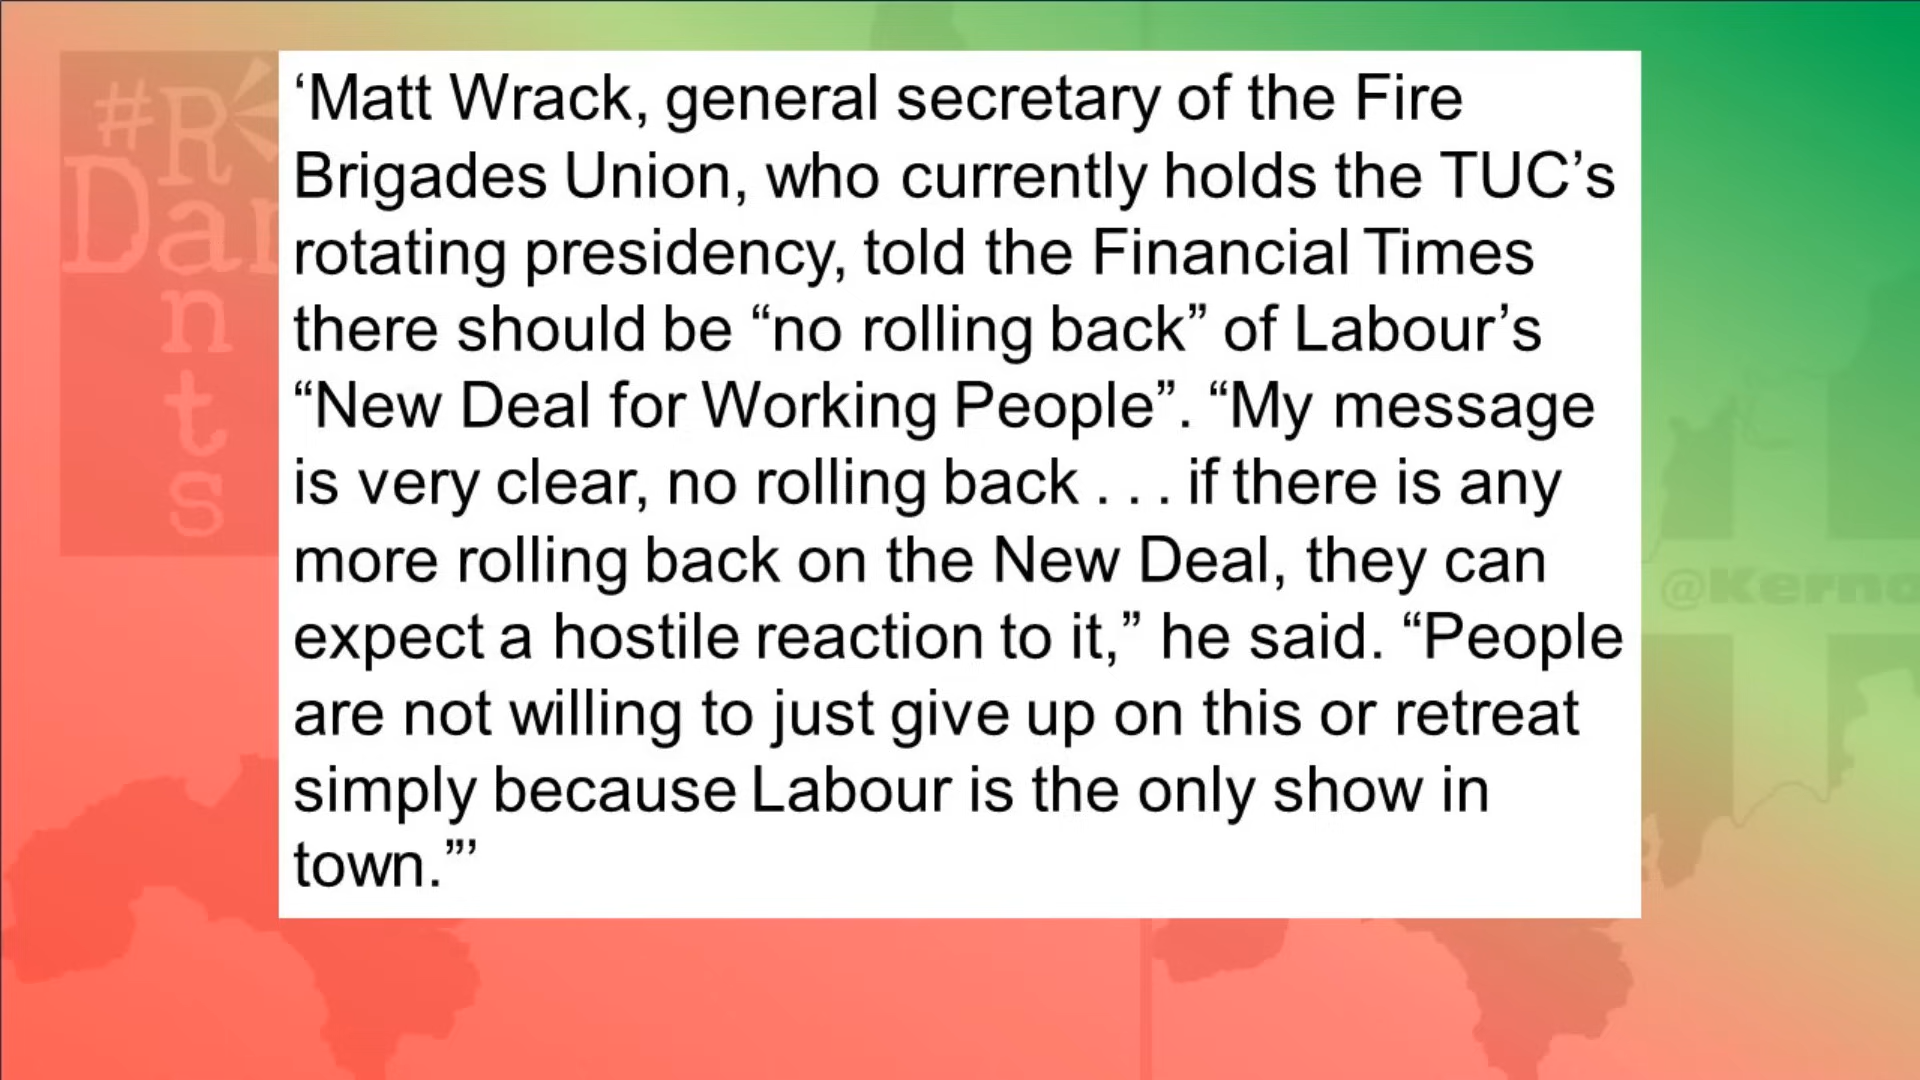 #R
Dan
n
t
s
‘Matt Wrack, general secretary of the Fire
Brigades Union, who currently holds the TUC’s
rotating presidency, told the Financial Times
there should be “no rolling back” of Labour’s
“New Deal for Working People”. “My message
is very clear, no rolling back . . . if there is any
more rolling back on the New Deal, they can
expect a hostile reaction to it,” he said. “People
are not willing to just give up on this or retreat
simply because Labour is the only show in
town.”’
@Kerno